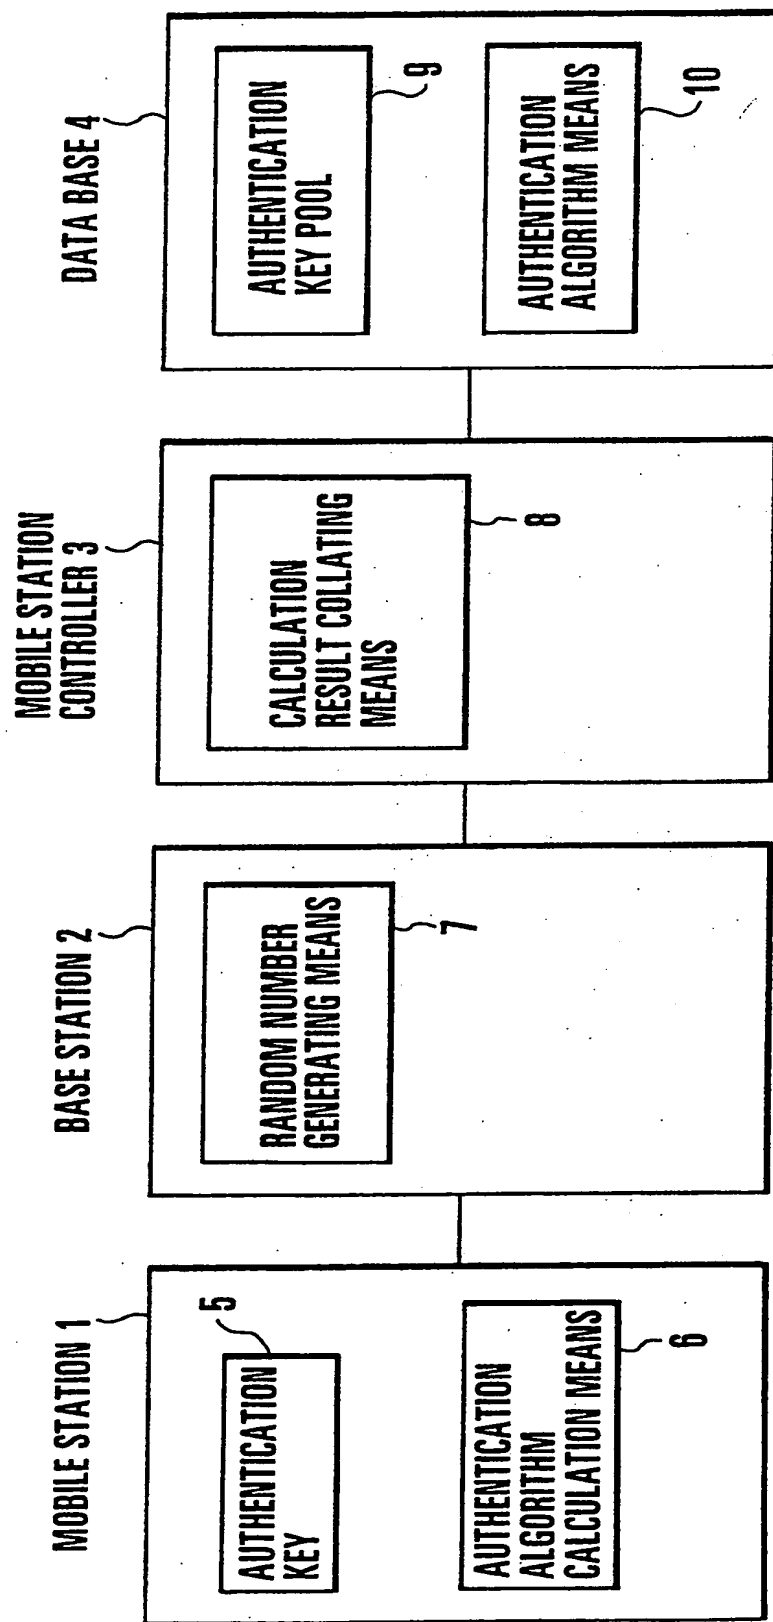 MOBILE STATION 1
AUTHENTICATION
KEY
5
AUTHENTICATION
ALGORITHM
CALCULATION MEANS
6
BASE STATION 2
RANDOM NUMBER
GENERATING MEANS
7
MOBILE STATION
CONTROLLER 3
CALCULATION
RESULT COLLATING
MEANS
8
DATA BASE 4
AUTHENTICATION
KEY POOL
9
AUTHENTICATION
ALGORITHM MEANS
10